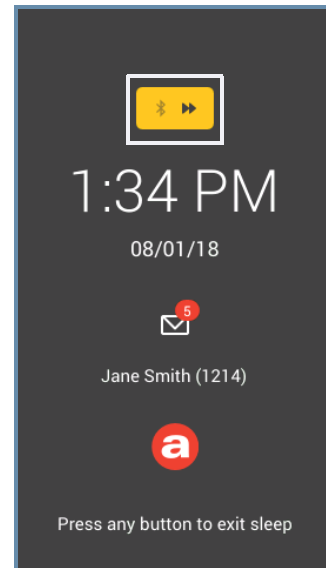 1:34 PM
08/01/18
5
Jane Smith (1214)
a
Press any button to exit sleep